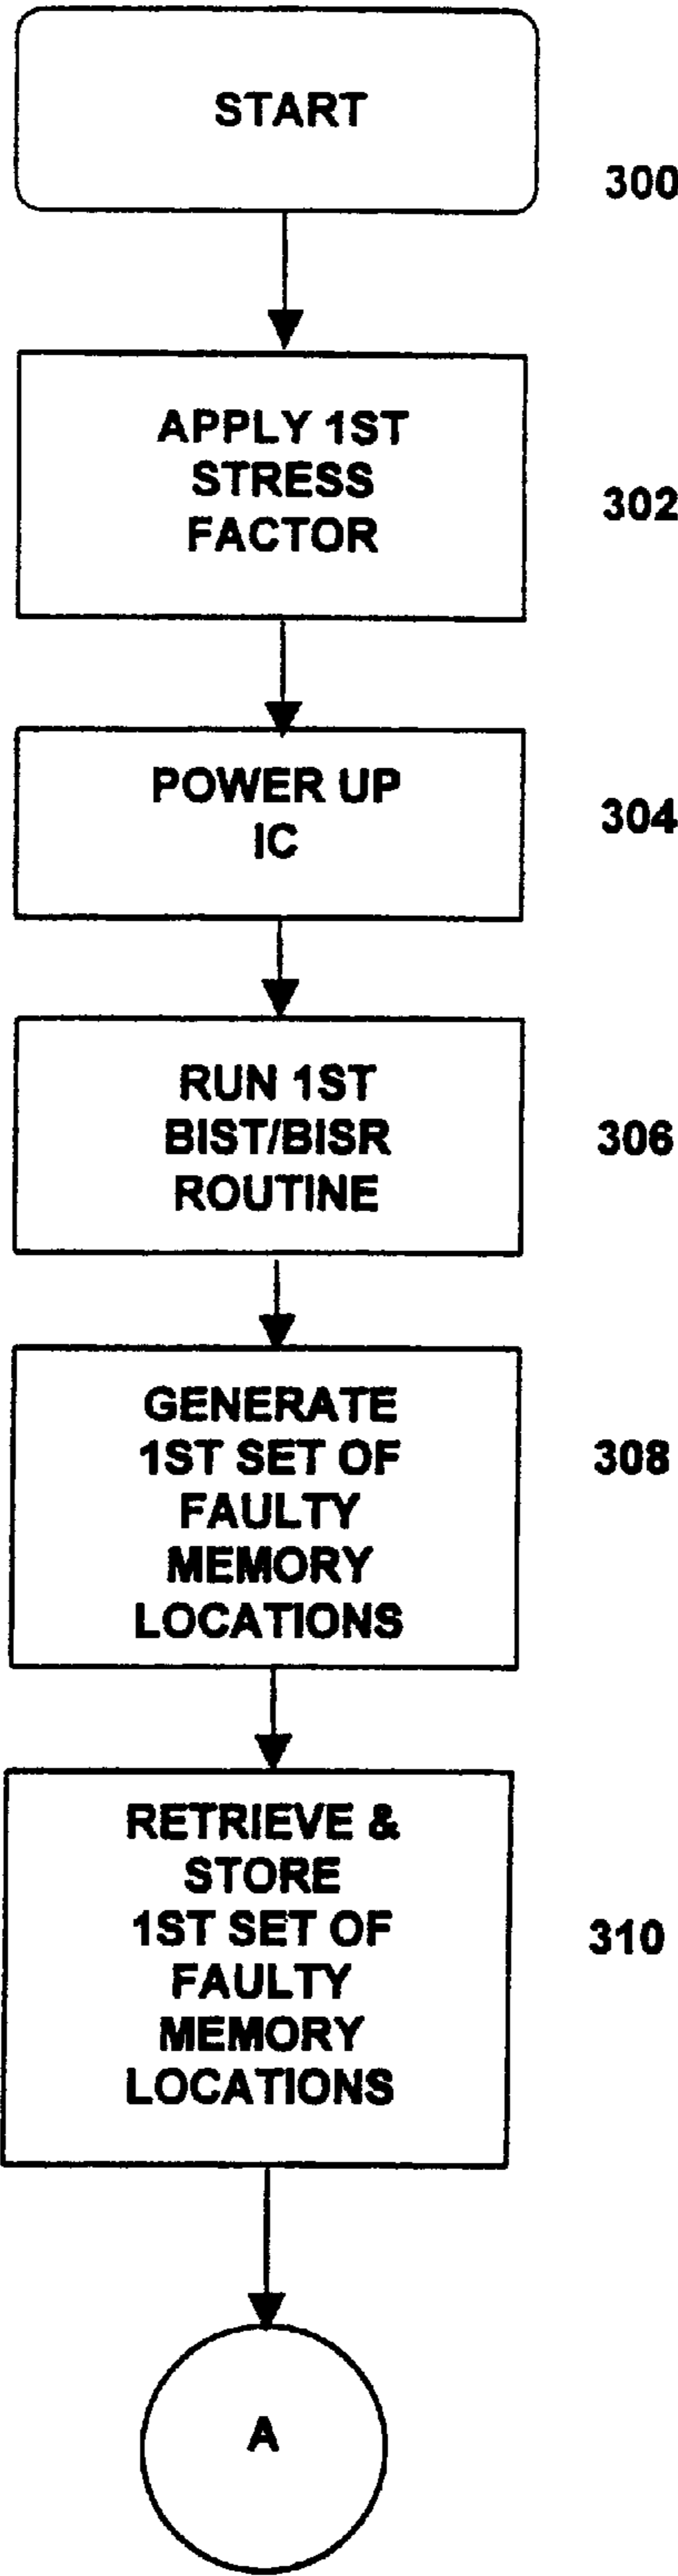 START
300
APPLY 1ST
STRESS
FACTOR
302
POWER UP
IC
304
RUN 1ST
BIST/BISR
ROUTINE
306
GENERATE
1ST SET OF
FAULTY
MEMORY
LOCATIONS
308
RETRIEVE &
STORE
1ST SET OF
FAULTY
MEMORY
LOCATIONS
310
A